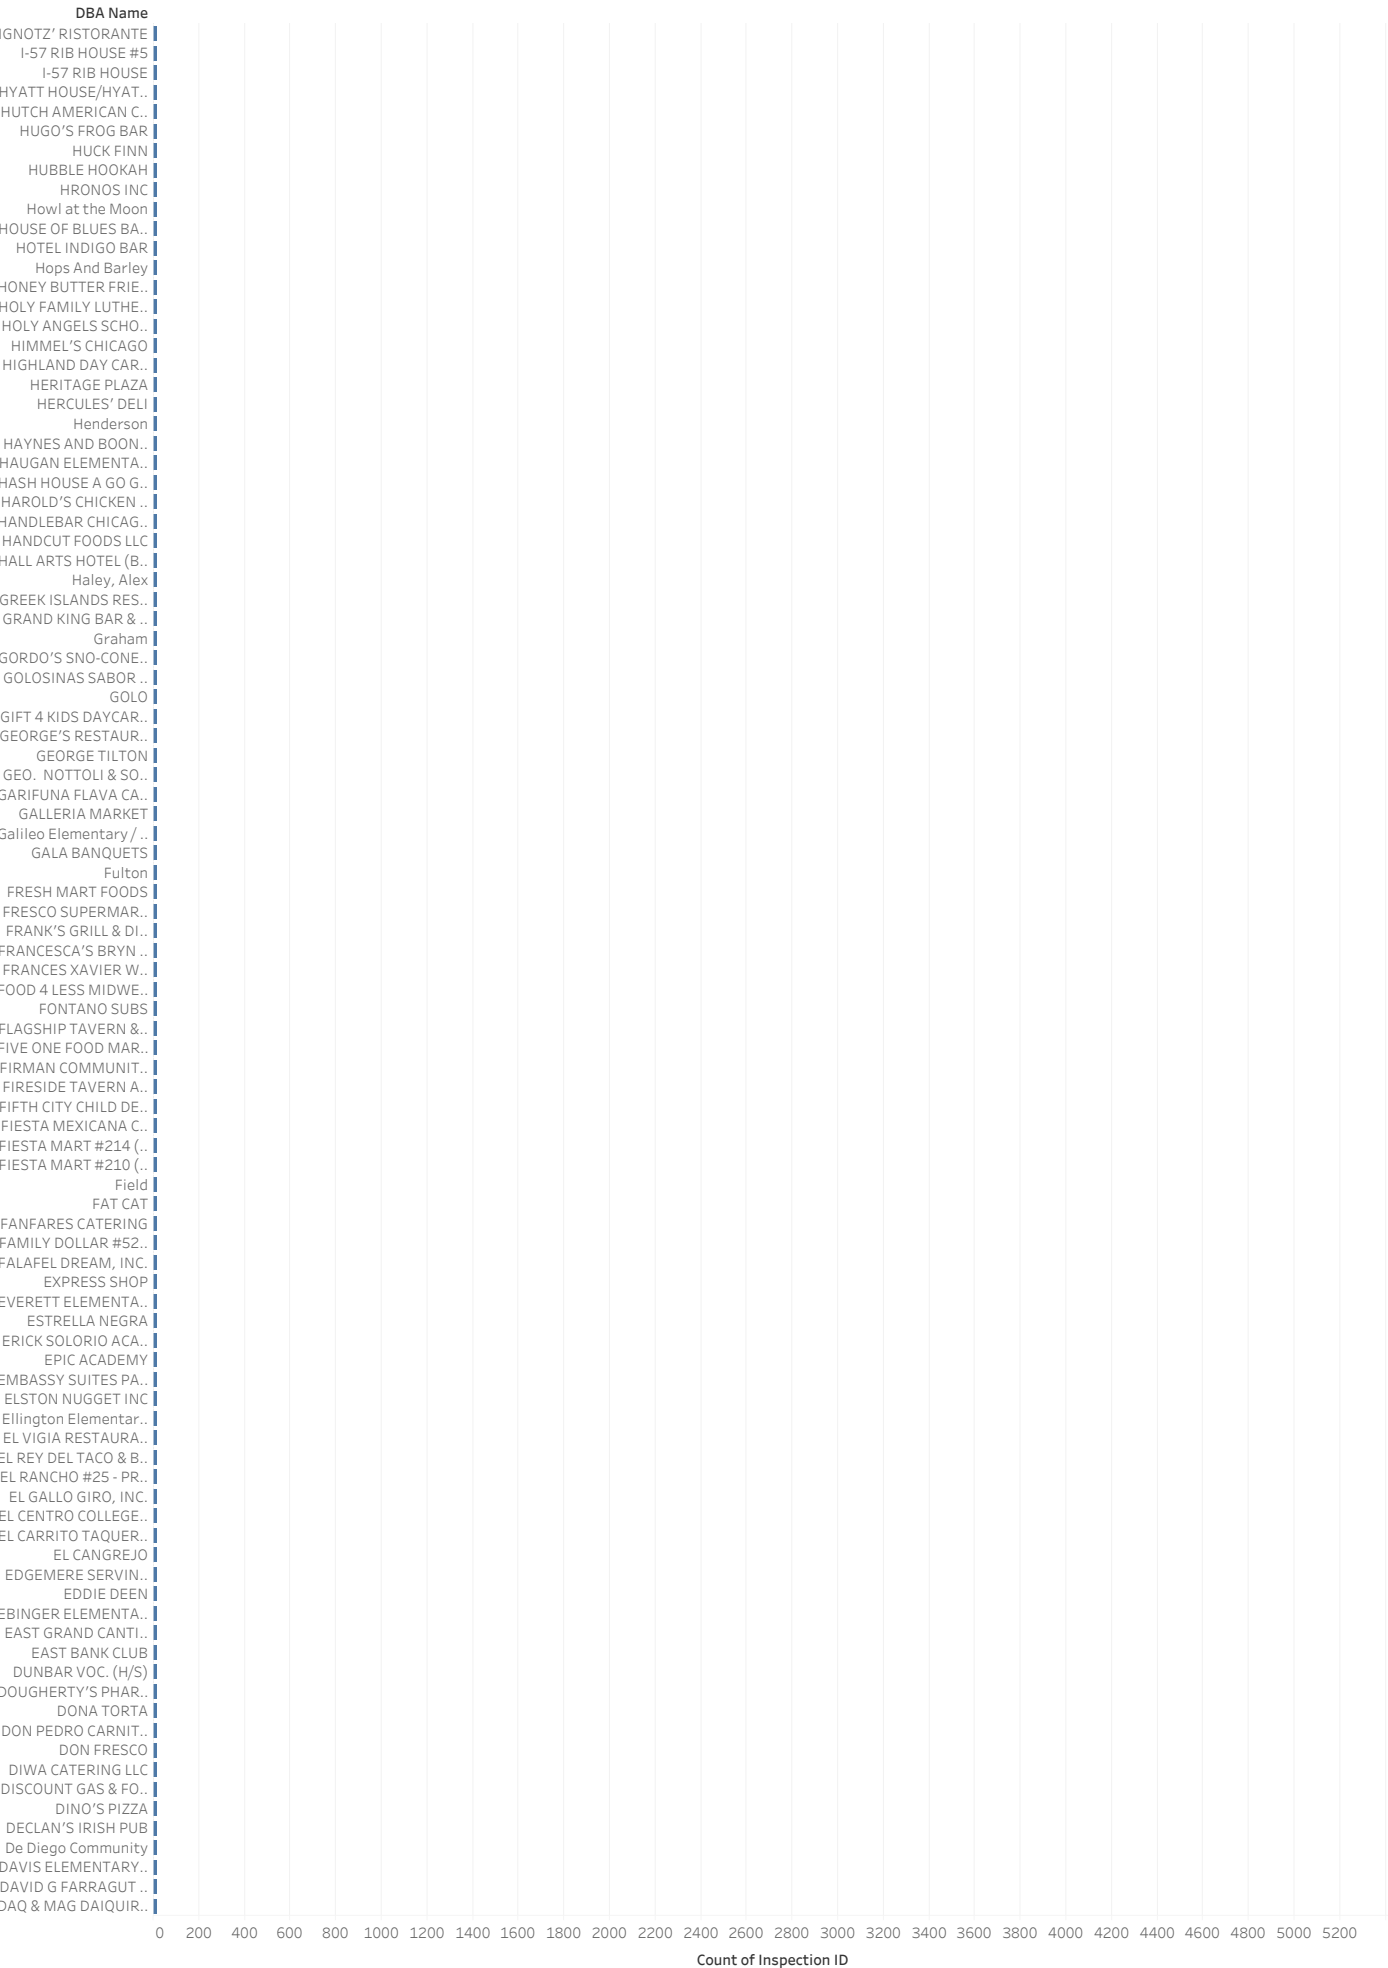 DBA Name
IGNOTZ' RISTORANTE
I-57 RIB HOUSE #5
I-57 RIB HOUSE
HYATT HOUSE/HYAT..
HUTCH AMERICAN C..
HUGO'S FROG BAR
HUCK FINN
HUBBLE HOOKAH
HRONOS INC
Howl at the Moon
HOUSE OF BLUES BA..
HOTEL INDIGO BAR
Hops And Barley
HONEY BUTTER FRIE..
HOLY FAMILY LUTHE..
HOLY ANGELS SCHO..
HIMMEL'S CHICAGO
HIGHLAND DAY CAR..
HERITAGE PLAZA
HERCULES' DELI
Henderson
HAYNES AND BOON..
HAUGAN ELEMENTA..
HASH HOUSE A GO G..
HAROLD'S CHICKEN ..
HANDLEBAR CHICAG..
HANDCUT FOODS LLC
HALL ARTS HOTEL (B..
Haley, Alex
GREEK ISLANDS RES..
GRAND KING BAR & ..
Graham
GORDO'S SNO-CONE..
GOLOSINAS SABOR ..
GOLO
GIFT 4 KIDS DAYCAR..
GEORGE'S RESTAUR..
GEORGE TILTON
GEO. NOTTOLI & SO..
GARIFUNA FLAVA CA..
GALLERIA MARKET
Galileo Elementary / ..
GALA BANQUETS
Fulton
FRESH MART FOODS
FRESCO SUPERMAR..
FRANK'S GRILL & DI..
FRANCESCA'S BRYN ..
FRANCES XAVIER W..
FOOD 4 LESS MIDWE..
FONTANO SUBS
FLAGSHIP TAVERN &..
FIVE ONE FOOD MAR..
FIRMAN COMMUNIT..
FIRESIDE TAVERN A..
FIFTH CITY CHILD DE..
FIESTA MEXICANA C..
FIESTA MART #214 (..
FIESTA MART #210 (..
Field
FAT CAT
FANFARES CATERING
FAMILY DOLLAR #52..
FALAFEL DREAM, INC.
EXPRESS SHOP
EVERETT ELEMENTA..
ESTRELLA NEGRA
ERICK SOLORIO ACA..
EPIC ACADEMY
EMBASSY SUITES PA..
ELSTON NUGGET INC
Ellington Elementar..
EL VIGIA RESTAURA..
EL REY DEL TACO & B..
EL RANCHO #25 - PR..
EL GALLO GIRO, INC.
EL CENTRO COLLEGE..
EL CARRITO TAQUER..
EL CANGREJO
EDGEMERE SERVIN..
EDDIE DEEN
EBINGER ELEMENTA..
EAST GRAND CANTI..
EAST BANK CLUB
DUNBAR VOC. (H/S)
DOUGHERTY'S PHAR..
DONA TORTA
DON PEDRO CARNIT..
DON FRESCO
DIWA CATERING LLC
DISCOUNT GAS & FO..
DINO'S PIZZA
DECLAN'S IRISH PUB
De Diego Community
DAVIS ELEMENTARY..
DAVID G FARRAGUT ..
DAQ & MAG DAIQUIR..
0 200 400 600 800 1000 1200 1400 1600 1800 2000 2200 2400 2600 2800 3000 3200 3400 3600 3800 4000 4200 4400 4600 4800 5000 5200
Count of Inspection ID